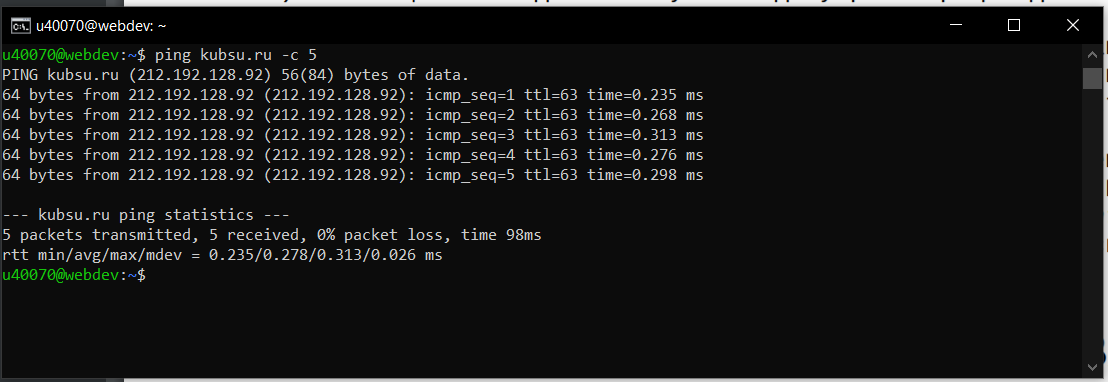 u40070@webdev: ~
u40070@webdev:~$ ping kubsu.ru -c 5
PING kubsu.ru (212.192.128.92) 56(84) bytes of data.
64 bytes from 212.192.128.92 (212.192.128.92): icmp_seq=1 ttl=63 time=0.235 ms
64 bytes from 212.192.128.92 (212.192.128.92): icmp_seq=2 ttl=63 time=0.268 ms
64 bytes from 212.192.128.92 (212.192.128.92): icmp_seq=3 ttl=63 time=0.313 ms
64 bytes from 212.192.128.92 (212.192.128.92): icmp_seq=4 ttl=63 time=0.276 ms
64 bytes from 212.192.128.92 (212.192.128.92): icmp_seq=5 ttl=63 time=0.298 ms
--- kubsu.ru ping statistics ---
5 packets transmitted, 5 received, 0% packet loss, time 98ms
rtt min/avg/max/mdev = 0.235/0.278/0.313/0.026 ms
u40070@webdev:~$